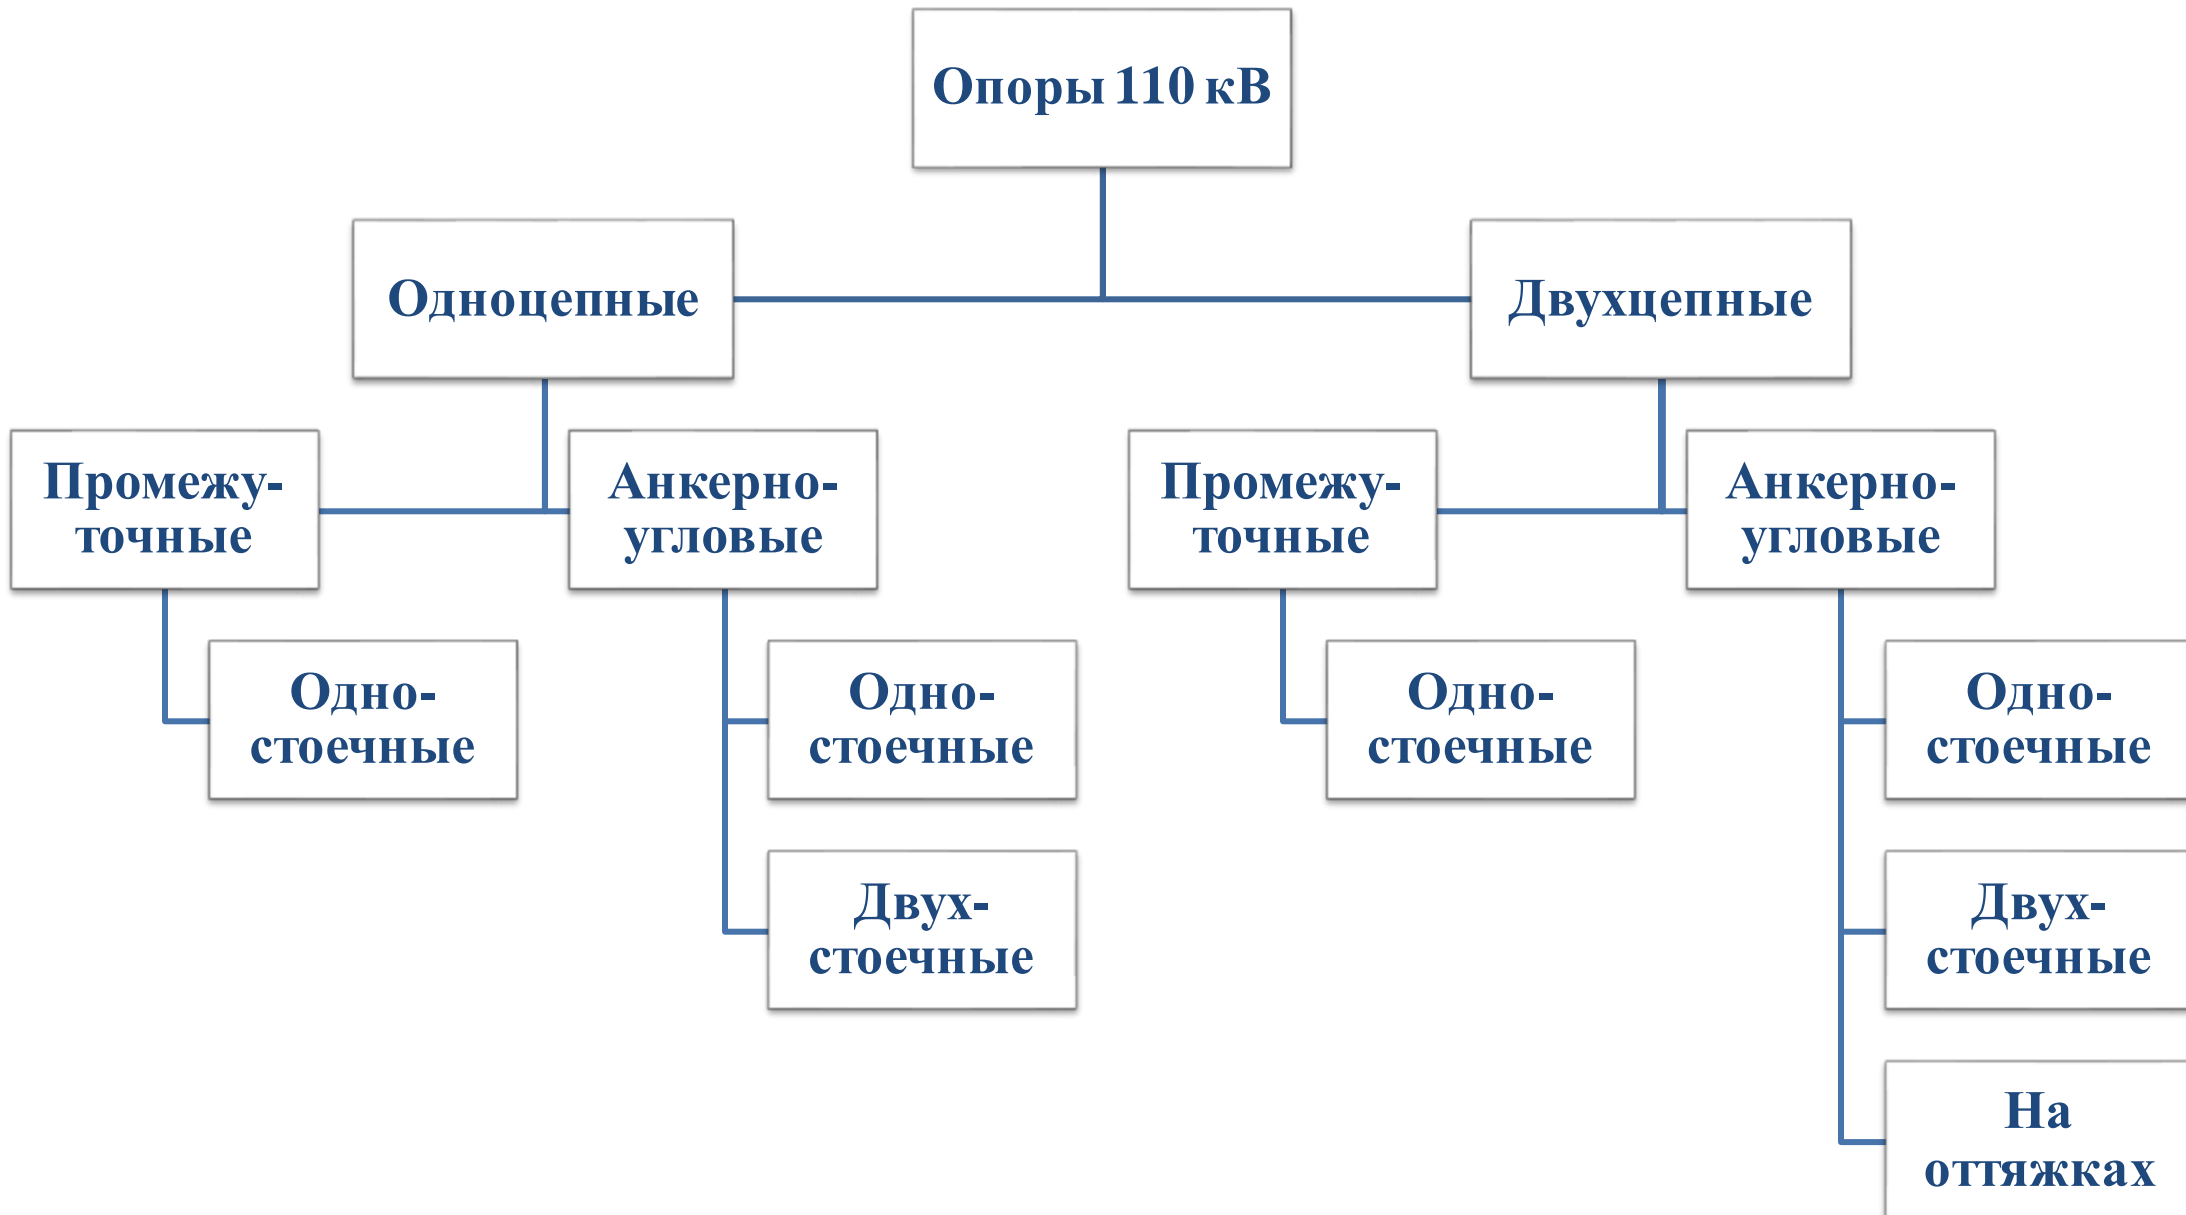 Опоры 110 кВ
Одноцепные
Двухцепные
Промежу-
точные
Анкерно-
угловые
Промежу-
точные
Анкерно-
угловые
Одно-
стоечные
Одно-
стоечные
Одно-
стоечные
Одно-
стоечные
Двух-
стоечные
Двух-
стоечные
На
оттяжках